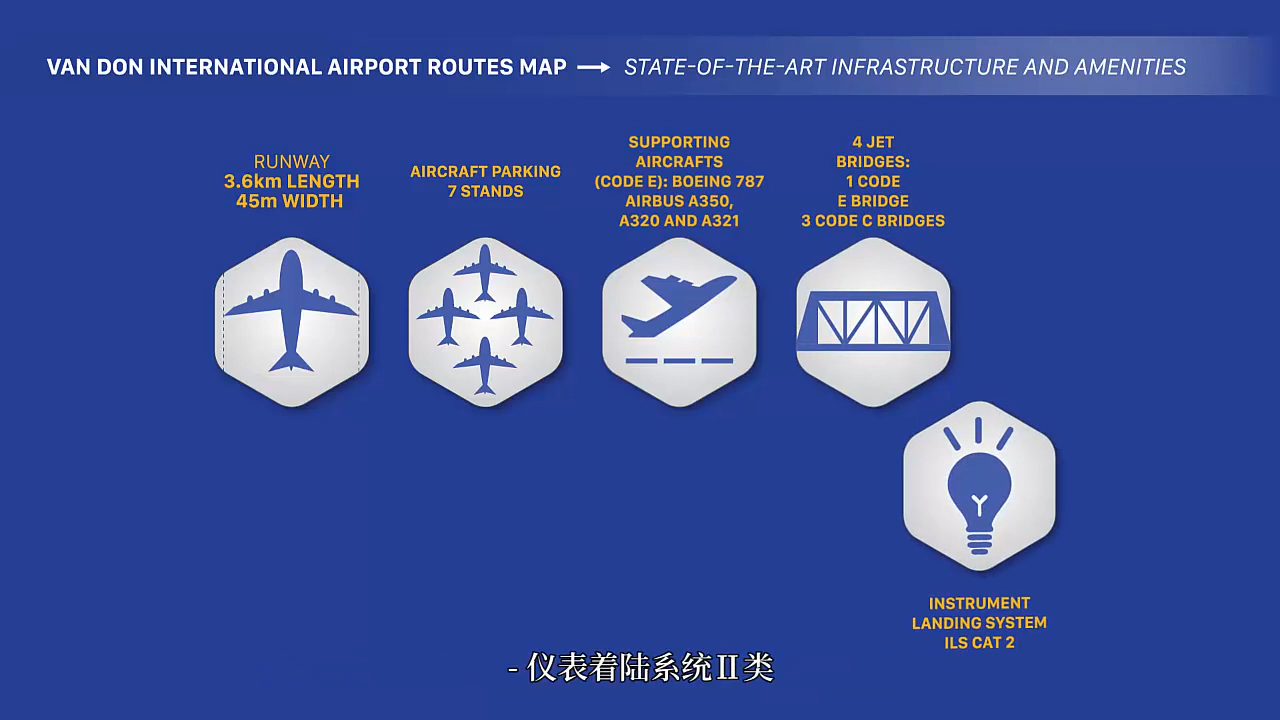 VAN DON INTERNATIONAL AIRPORT ROUTES MAP → STATE-OF-THE-ART INFRASTRUCTURE AND AMENITIES
RUNWAY
3.6km LENGTH
45m WIDTH
AIRCRAFT PARKING
7 STANDS
SUPPORTING
AIRCRAFTS
(CODE E): BOEING 787
AIRBUS A350,
A320 AND A321
4 JET
BRIDGES:
1 CODE
E BRIDGE
3 CODE C BRIDGES
INSTRUMENT
LANDING SYSTEM
ILS CAT 2
- 仪表着陆系统Ⅱ类